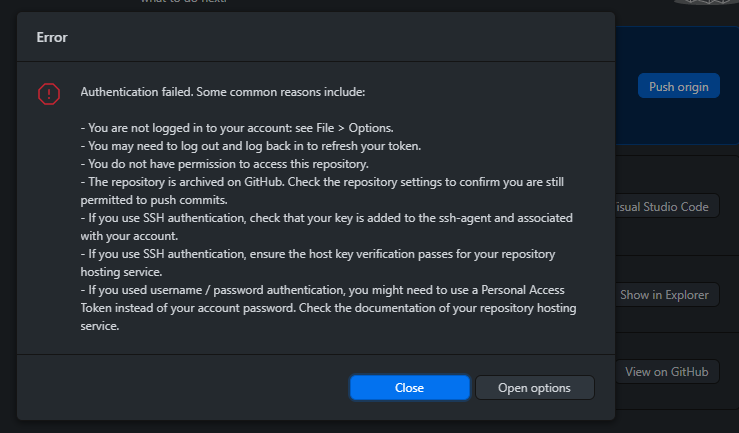 what to do next.
Error
Authentication failed. Some common reasons include:
Push origin
- You are not logged in to your account: see File > Options.
- You may need to log out and log back in to refresh your token.
- You do not have permission to access this repository.
- The repository is archived on GitHub. Check the repository settings to confirm you are still
permitted to push commits.
- If you use SSH authentication, check that your key is added to the ssh-agent and associated
with your account.
isual Studio Code
- If you use SSH authentication, ensure the host key verification passes for your repository
hosting service.
- If you used username / password authentication, you might need to use a Personal Access
Token instead of your account password. Check the documentation of your repository hosting
service.
Show in Explorer
Close
Open options
View on GitHub